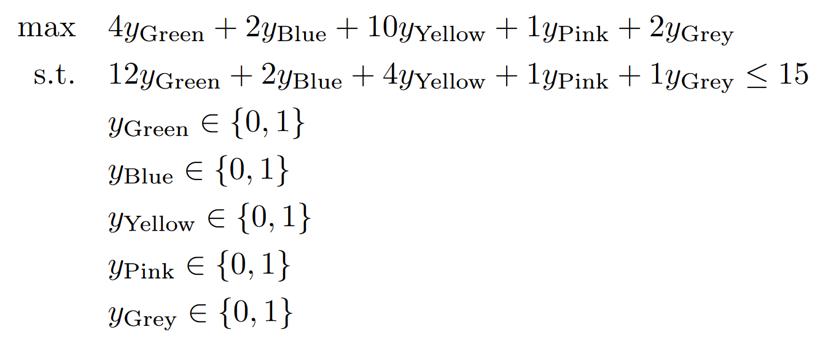 max 4y_Green + 2y_Blue + 10y_Yellow + 1y_Pink + 2y_Grey
s.t. 12y_Green + 2y_Blue + 4y_Yellow + 1y_Pink + 1y_Grey ≤ 15
y_Green ∈ {0, 1}
y_Blue ∈ {0, 1}
y_Yellow ∈ {0, 1}
y_Pink ∈ {0, 1}
y_Grey ∈ {0, 1}